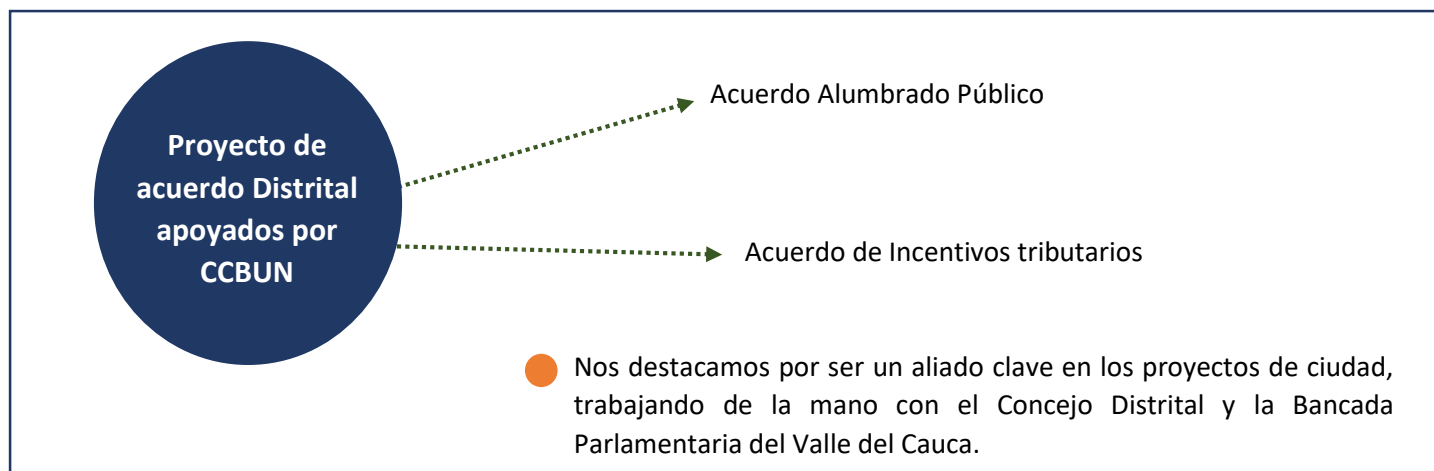 Proyecto de
acuerdo Distrital
apoyados por
CCBUN
Acuerdo Alumbrado Público
Acuerdo de Incentivos tributarios
Nos destacamos por ser un aliado clave en los proyectos de ciudad,
trabajando de la mano con el Concejo Distrital y la Bancada
Parlamentaria del Valle del Cauca.